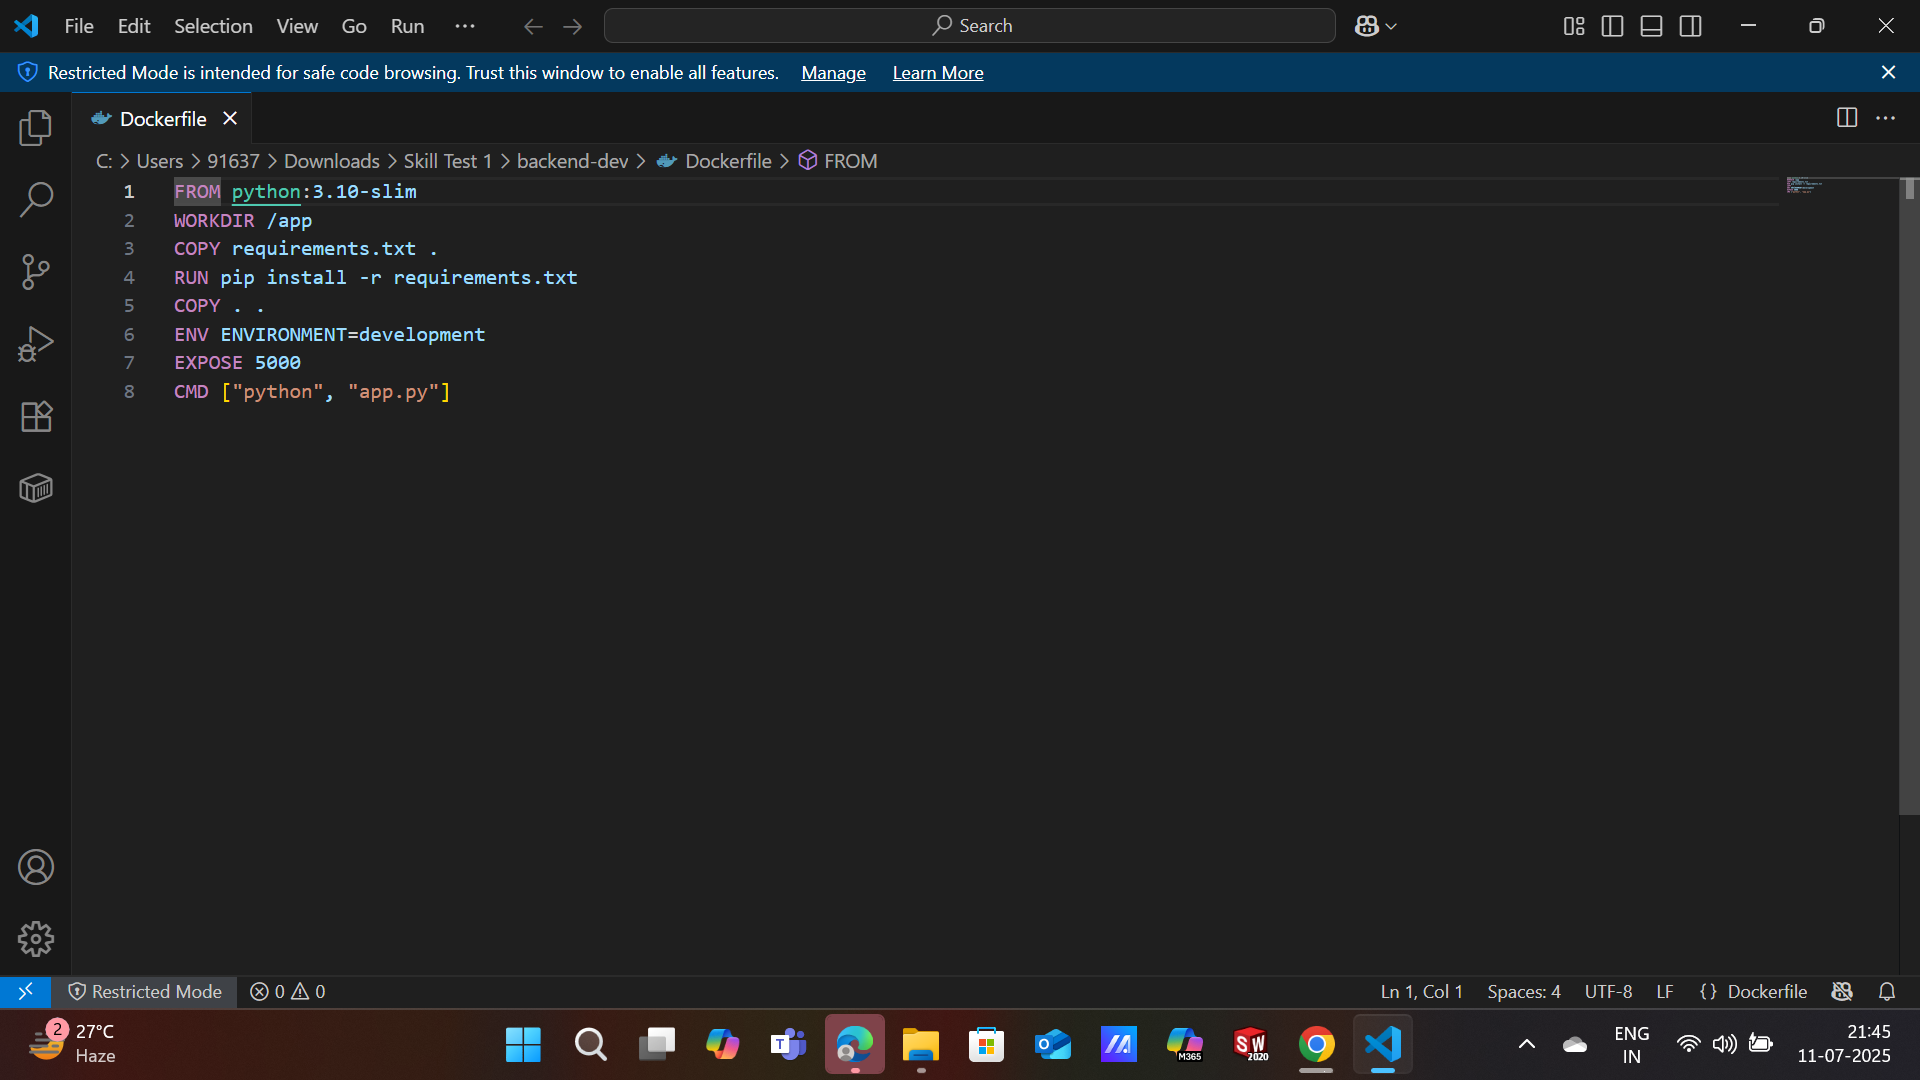 File Edit Selection View Go Run ··· Search
Restricted Mode is intended for safe code browsing. Trust this window to enable all features. Manage Learn More
Dockerfile
C: > Users > 91637 > Downloads > Skill Test 1 > backend-dev > Dockerfile > FROM
1 FROM python:3.10-slim
2 WORKDIR /app
3 COPY requirements.txt .
4 RUN pip install -r requirements.txt
5 COPY . .
6 ENV ENVIRONMENT=development
7 EXPOSE 5000
8 CMD ["python", "app.py"]
Restricted Mode 0 0 Ln 1, Col 1 Spaces: 4 UTF-8 LF {} Dockerfile
2 27°C
Haze
T
M365
SW 2020
ENG
IN
21:45
11-07-2025